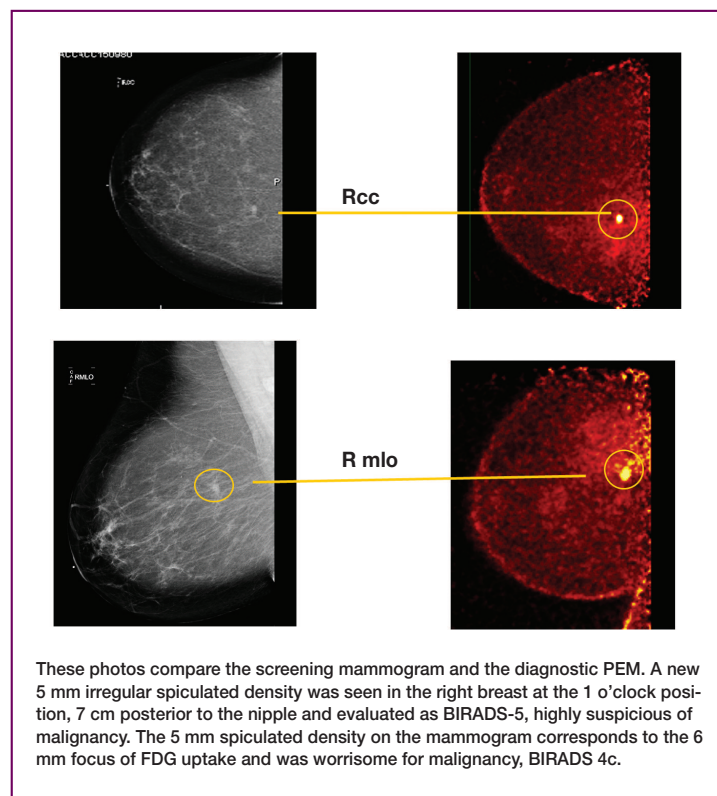 ACCACC150980
RCC
P
Rcc
RMLO
R mlo
These photos compare the screening mammogram and the diagnostic PEM. A new
5 mm irregular spiculated density was seen in the right breast at the 1 o’clock posi-
tion, 7 cm posterior to the nipple and evaluated as BIRADS-5, highly suspicious of
malignancy. The 5 mm spiculated density on the mammogram corresponds to the 6
mm focus of FDG uptake and was worrisome for malignancy, BIRADS 4c.